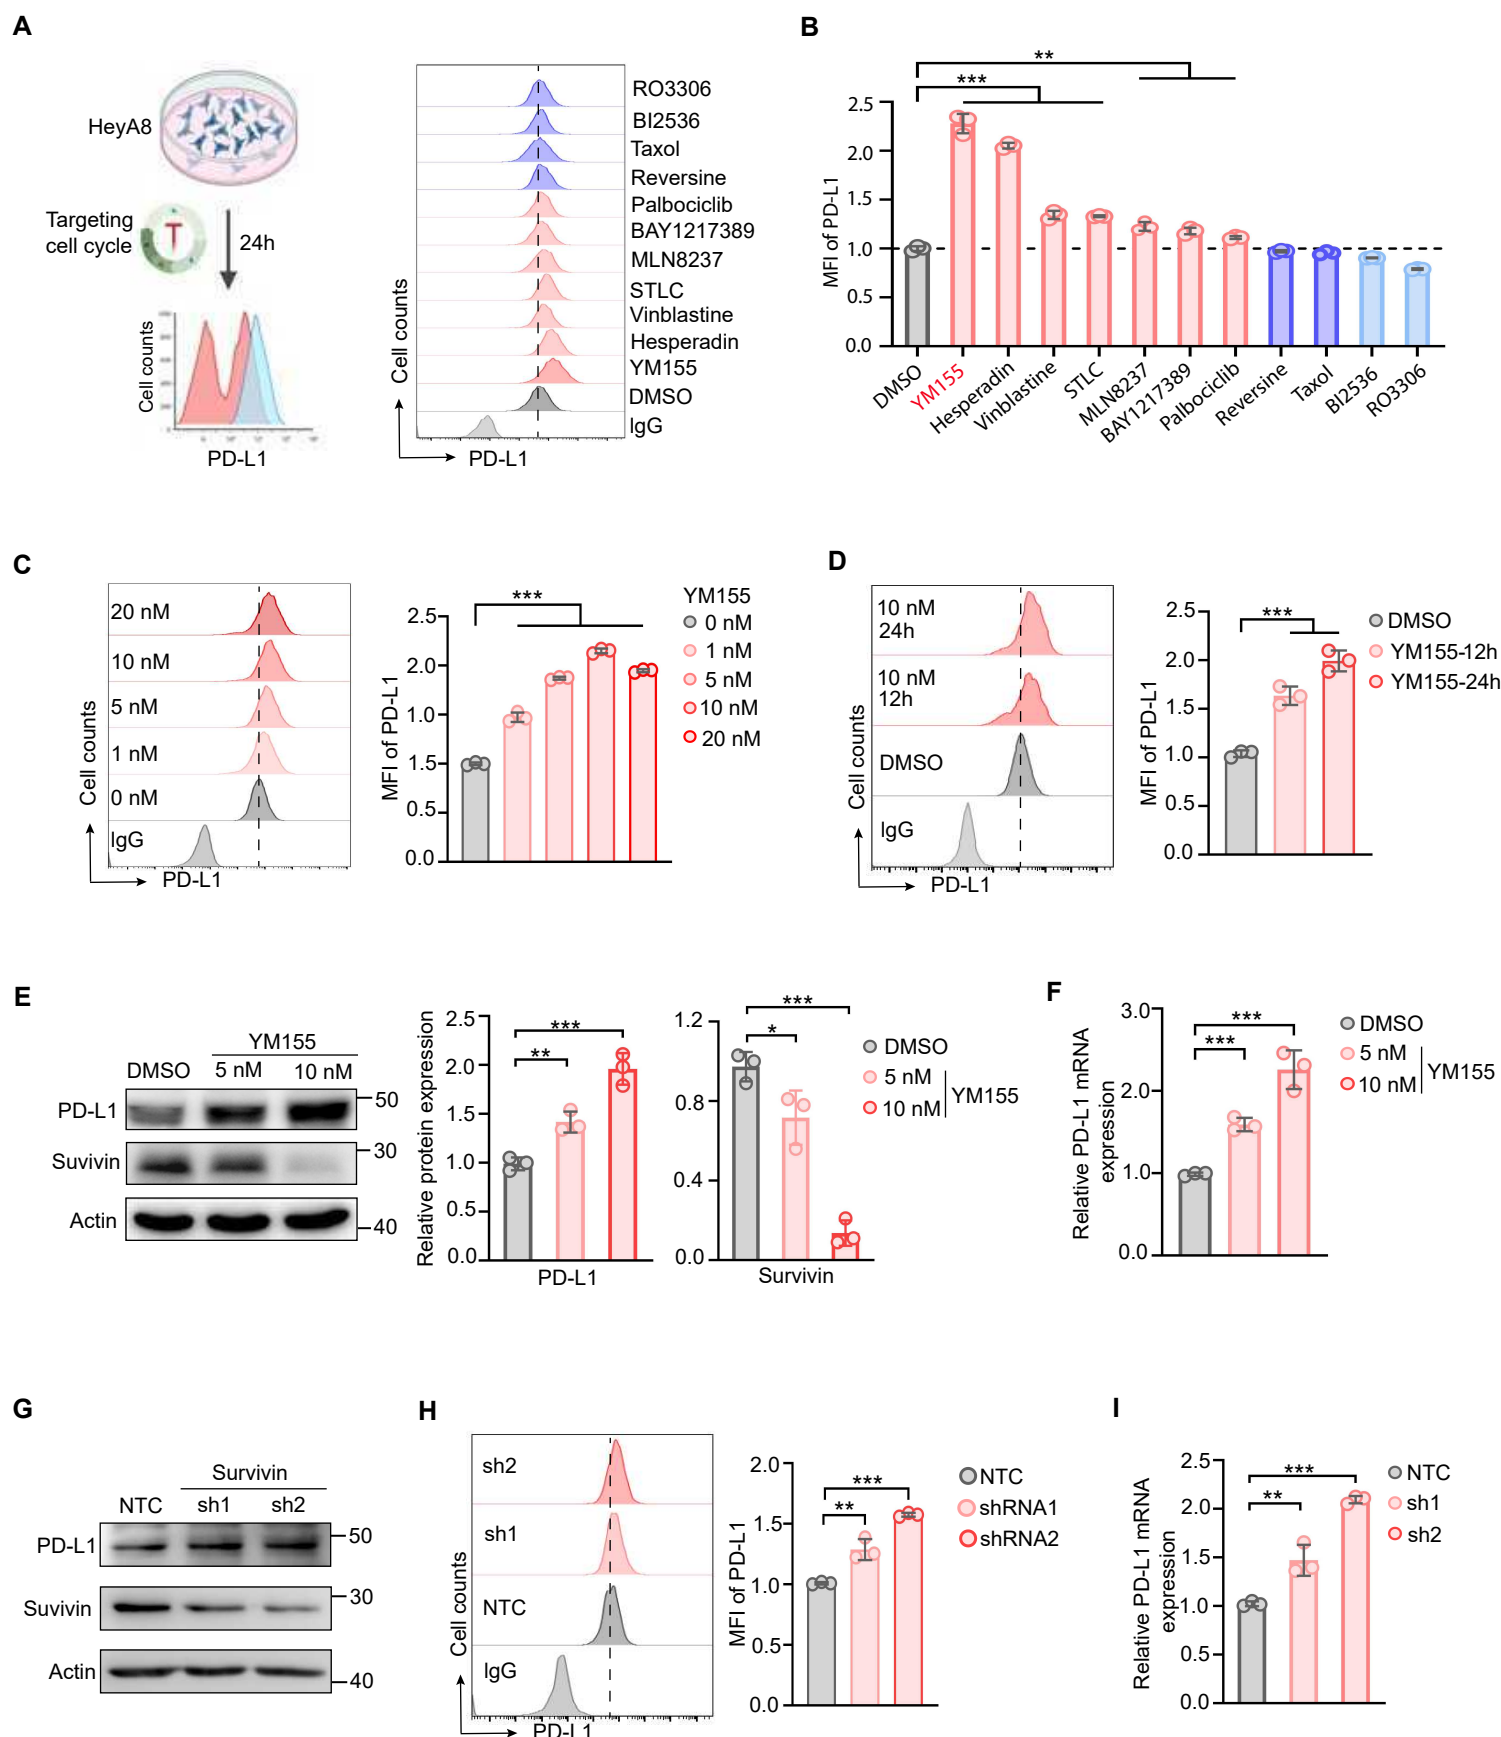 A
HeyA8
Targeting
cell cycle
24h
Cell counts
PD-L1
RO3306
BI2536
Taxol
Reversine
Palbociclib
BAY1217389
MLN8237
STLC
Vinblastine
Hesperadin
YM155
DMSO
IgG
Cell counts
PD-L1
B
**
***
MFI of PD-L1
2.5
2.0
1.5
1.0
0.5
0.0
DMSO
YM155
Hesperadin
Vinblastine
STLC
MLN8237
BAY1217389
Palbociclib
Reversine
Taxol
BI2536
RO3306
C
20 nM
10 nM
5 nM
1 nM
0 nM
IgG
Cell counts
PD-L1
***
MFI of PD-L1
2.5
2.0
1.0
1.5
0.5
0.0
YM155
0 nM
1 nM
5 nM
10 nM
20 nM
D
10 nM
24h
10 nM
12h
DMSO
IgG
Cell counts
PD-L1
***
MFI of PD-L1
2.5
2.0
1.5
1.0
0.5
0.0
DMSO
YM155-12h
YM155-24h
E
YM155
DMSO
5 nM
10 nM
PD-L1
50
Suvivin
30
Actin
40
Relative protein expression
2.5
2.0
1.5
1.0
0.5
0.0
***
**
PD-L1
1.2
0.8
0.4
0.0
***
*
Survivin
DMSO
5 nM
10 nM
YM155
F
Relative PD-L1 mRNA
expression
3.0
2.0
1.0
0.0
***
***
DMSO
5 nM
10 nM
YM155
G
Survivin
NTC
sh1
sh2
PD-L1
50
Suvivin
30
Actin
40
H
sh2
sh1
NTC
IgG
Cell counts
PD-L1
MFI of PD-L1
2.0
1.5
1.0
0.5
0.0
***
**
NTC
shRNA1
shRNA2
I
Relative PD-L1 mRNA
expression
2.5
2.0
1.5
1.0
0.5
0.0
***
**
NTC
sh1
sh2